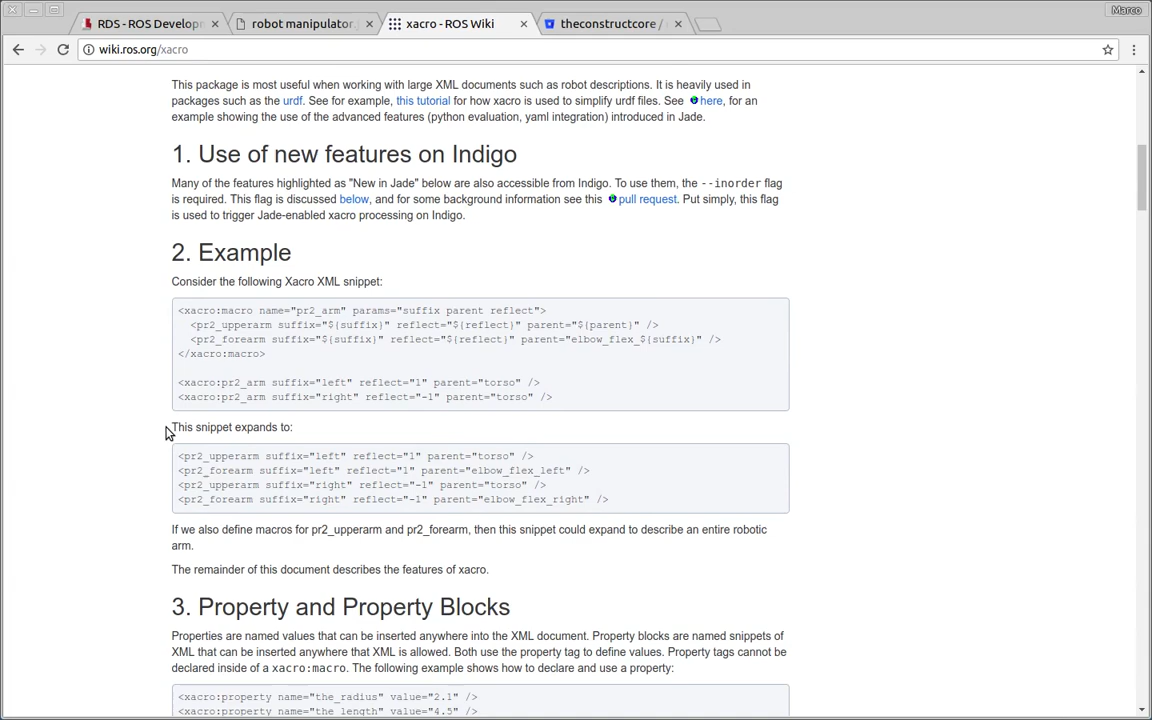 Marco
RDS - ROS Develop
robot manipulator.
xacro - ROS Wiki
theconstructcore /
wiki.ros.org/xacro
This package is most useful when working with large XML documents such as robot descriptions. It is heavily used in
packages such as the urdf. See for example, this tutorial for how xacro is used to simplify urdf files. See here, for an
example showing the use of the advanced features (python evaluation, yaml integration) introduced in Jade.
1. Use of new features on Indigo
Many of the features highlighted as "New in Jade" below are also accessible from Indigo. To use them, the --inorder flag
is required. This flag is discussed below, and for some background information see this pull request. Put simply, this flag
is used to trigger Jade-enabled xacro processing on Indigo.
2. Example
Consider the following Xacro XML snippet:
<xacro:macro name="pr2_arm" params="suffix parent reflect">
<pr2_upperarm suffix="${suffix}" reflect="${reflect}" parent="${parent}" />
<pr2_forearm suffix="${suffix}" reflect="${reflect}" parent="elbow_flex_${suffix}" />
</xacro:macro>
<xacro:pr2_arm suffix="left" reflect="1" parent="torso" />
<xacro:pr2_arm suffix="right" reflect="-1" parent="torso" />
This snippet expands to:
<pr2_upperarm suffix="left" reflect="1" parent="torso" />
<pr2_forearm suffix="left" reflect="1" parent="elbow_flex_left" />
<pr2_upperarm suffix="right" reflect="-1" parent="torso" />
<pr2_forearm suffix="right" reflect="-1" parent="elbow_flex_right" />
If we also define macros for pr2_upperarm and pr2_forearm, then this snippet could expand to describe an entire robotic
arm.
The remainder of this document describes the features of xacro.
3. Property and Property Blocks
Properties are named values that can be inserted anywhere into the XML document. Property blocks are named snippets of
XML that can be inserted anywhere that XML is allowed. Both use the property tag to define values. Property tags cannot be
declared inside of a xacro:macro. The following example shows how to declare and use a property:
<xacro:property name="the_radius" value="2.1" />
<xacro:property name="the_length" value="4.5" />